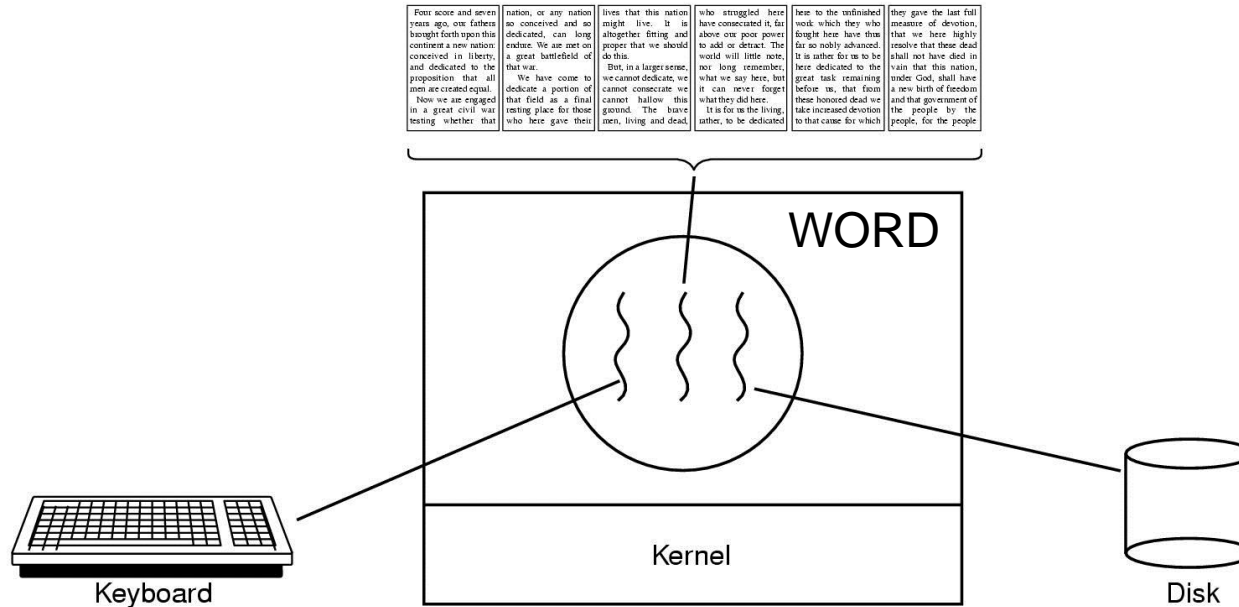 Four score and seven
years ago, our fathers
brought forth upon this
continent a new nation:
conceived in liberty,
and dedicated to the
proposition that all
men are created equal.
Now we are engaged
in a great civil war
testing whether that
nation, or any nation
so conceived and so
dedicated, can long
endure. We are met on
a great battlefield of
that war.
We have come to
dedicate a portion of
that field as a final
resting place for those
who here gave their
lives that this nation
might live. It is
altogether fitting and
proper that we should
do this.
But, in a larger sense,
we cannot dedicate, we
cannot consecrate we
cannot hallow this
ground. The brave
men, living and dead,
who struggled here
have consecrated it, far
above our poor power
to add or detract. The
world will little note,
nor long remember,
what we say here, but
it can never forget
what they did here.
It is for us the living,
rather, to be dedicated
here to the unfinished
work which they who
fought here have thus
far so nobly advanced.
It is rather for us to be
here dedicated to the
great task remaining
before us, that from
these honored dead we
take increased devotion
to that cause for which
they gave the last full
measure of devotion,
that we here highly
resolve that these dead
shall not have died in
vain that this nation,
under God, shall have
a new birth of freedom
and that government of
the people by the
people, for the people
WORD
Kernel
Keyboard
Disk